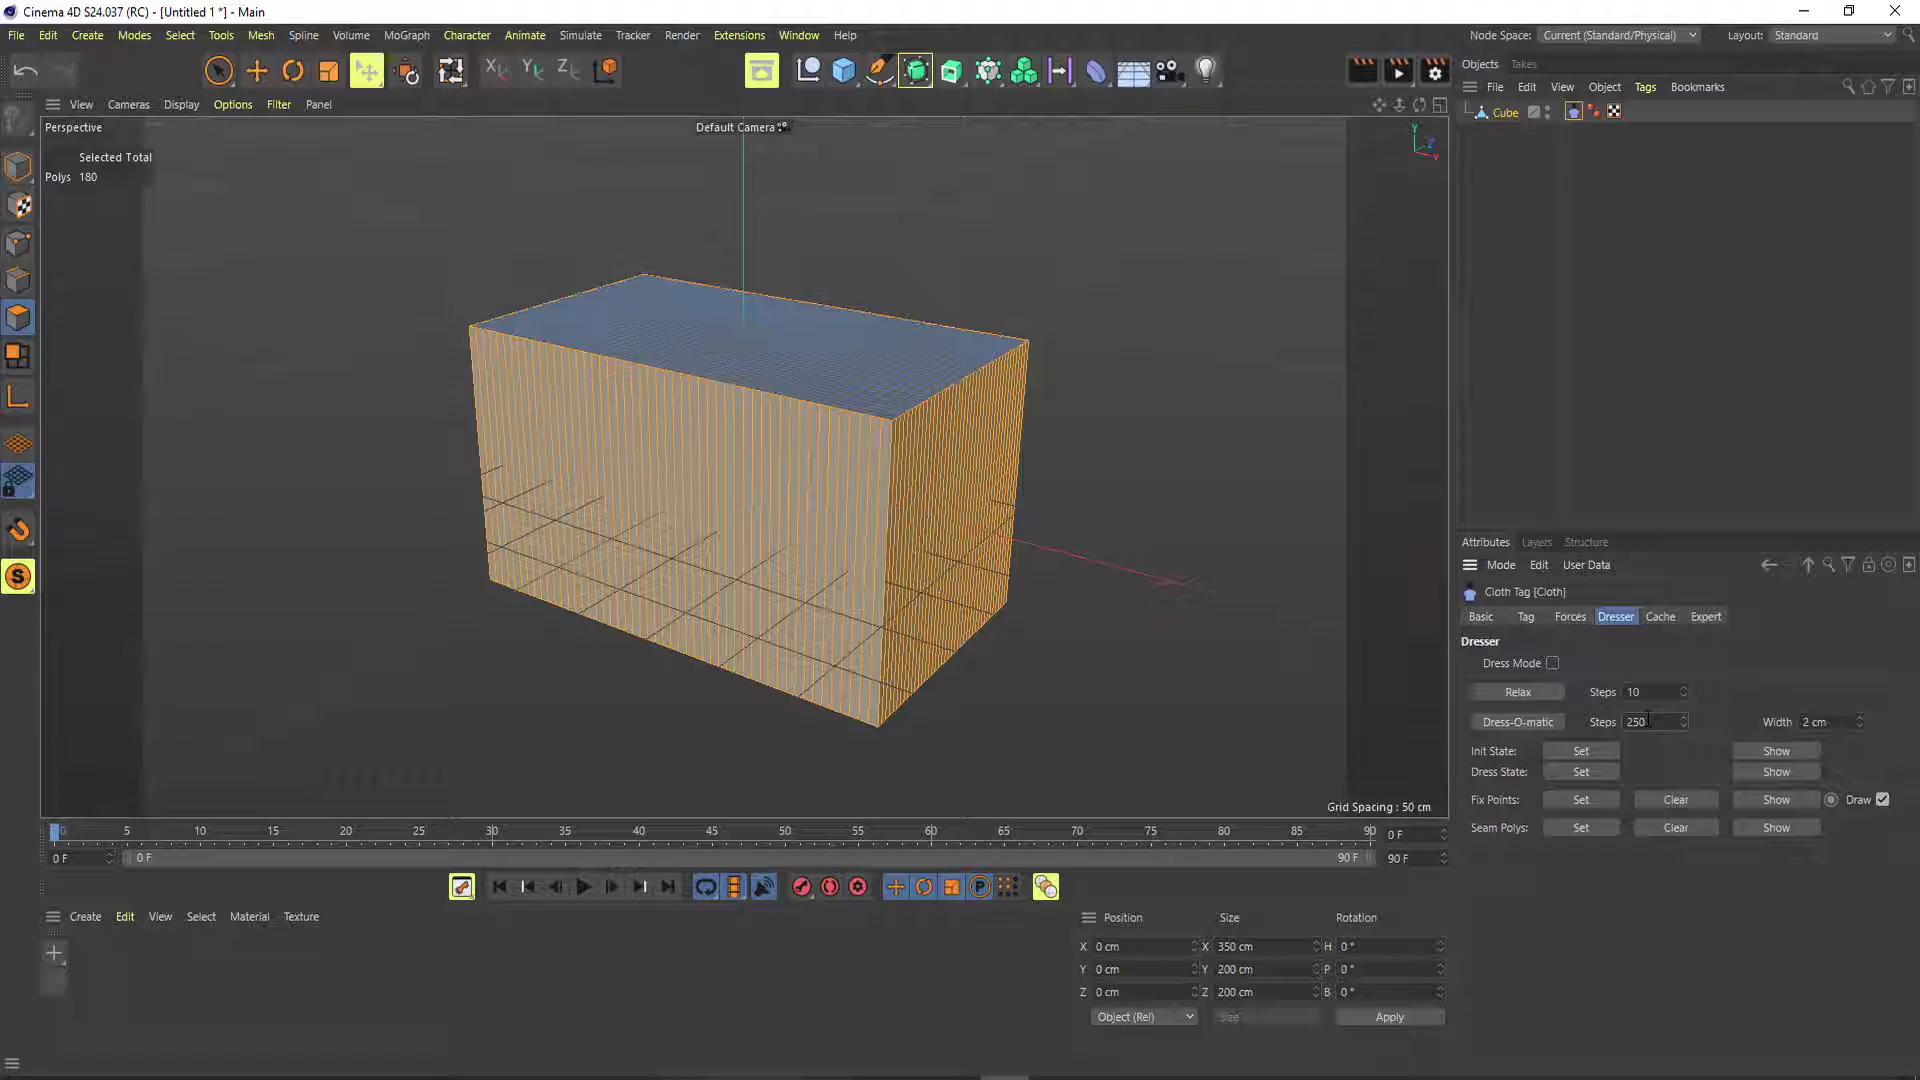 Cinema 4D S24.037 (RC) - [Untitled 1 *] - Main
File Edit Create Modes Select Tools Mesh Spline Volume MoGraph Character Animate Simulate Tracker Render Extensions Window Help
Node Space: Current (Standard/Physical) Layout: Standard
Objects Takes
File Edit View Object Tags Bookmarks
Cube
View Cameras Display Options Filter Panel
Perspective
Default Camera
Selected Total
Polys 180
Y
Z
X
Grid Spacing : 50 cm
Attributes Layers Structure
Mode Edit User Data
Cloth Tag [Cloth]
Basic Tag Forces Dresser Cache Expert
Dresser
Dress Mode
Relax Steps 10
Dress-O-matic Steps 250 Width 2 cm
Init State: Set Show
Dress State: Set Show
Fix Points: Set Clear Show Draw
Seam Polys: Set Clear Show
0 5 10 15 20 25 30 35 40 45 50 55 60 65 70 75 80 85 90 0 F
0 F 0 F 90 F 90 F
Create Edit View Select Material Texture
Position Size Rotation
X 0 cm X 350 cm H 0 °
Y 0 cm Y 200 cm P 0 °
Z 0 cm Z 200 cm B 0 °
Object (Rel) Size Apply